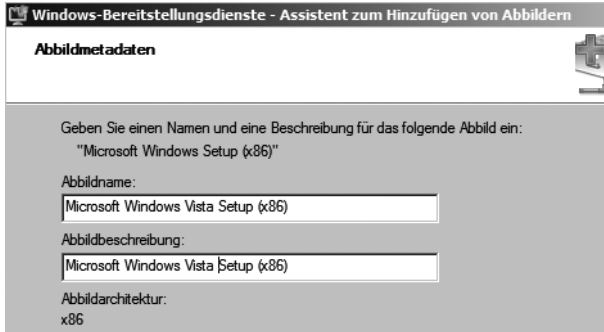 Windows-Bereitstellungsdienste - Assistent zum Hinzufügen von Abbildern
Abbildmetadaten
Geben Sie einen Namen und eine Beschreibung für das folgende Abbild ein:
"Microsoft Windows Setup (x86)"
Abbildname:
Microsoft Windows Vista Setup (x86)
Abbildbeschreibung:
Microsoft Windows Vista Setup (x86)
Abbildarchitektur:
x86